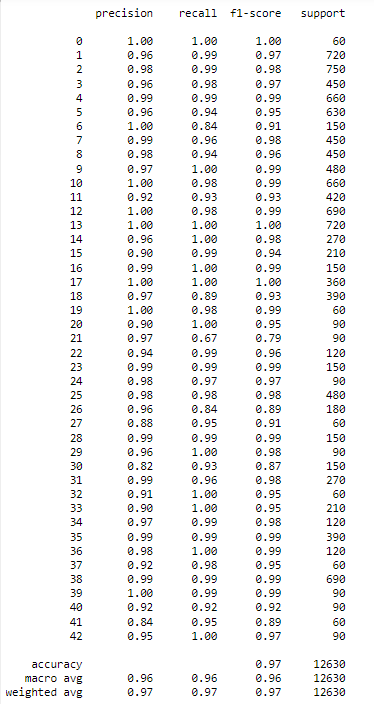 precision recall f1-score support
0 1.00 1.00 1.00 60
1 0.96 0.99 0.97 720
2 0.98 0.99 0.98 750
3 0.96 0.98 0.97 450
4 0.99 0.99 0.99 660
5 0.96 0.94 0.95 630
6 1.00 0.84 0.91 150
7 0.99 0.96 0.98 450
8 0.98 0.94 0.96 450
9 0.97 1.00 0.99 480
10 1.00 0.98 0.99 660
11 0.92 0.93 0.93 420
12 1.00 0.98 0.99 690
13 1.00 1.00 1.00 720
14 0.96 1.00 0.98 270
15 0.90 0.99 0.94 210
16 0.99 1.00 0.99 150
17 1.00 1.00 1.00 360
18 0.97 0.89 0.93 390
19 1.00 0.98 0.99 60
20 0.90 1.00 0.95 90
21 0.97 0.67 0.79 90
22 0.94 0.99 0.96 120
23 0.99 0.99 0.99 150
24 0.98 0.97 0.97 90
25 0.98 0.98 0.98 480
26 0.96 0.84 0.89 180
27 0.88 0.95 0.91 60
28 0.99 0.99 0.99 150
29 0.96 1.00 0.98 90
30 0.82 0.93 0.87 150
31 0.99 0.96 0.98 270
32 0.91 1.00 0.95 60
33 0.90 1.00 0.95 210
34 0.97 0.99 0.98 120
35 0.99 0.99 0.99 390
36 0.98 1.00 0.99 120
37 0.92 0.98 0.95 60
38 0.99 0.99 0.99 690
39 1.00 0.99 0.99 90
40 0.92 0.92 0.92 90
41 0.84 0.95 0.89 60
42 0.95 1.00 0.97 90
accuracy 0.97 12630
macro avg 0.96 0.96 0.96 12630
weighted avg 0.97 0.97 0.97 12630